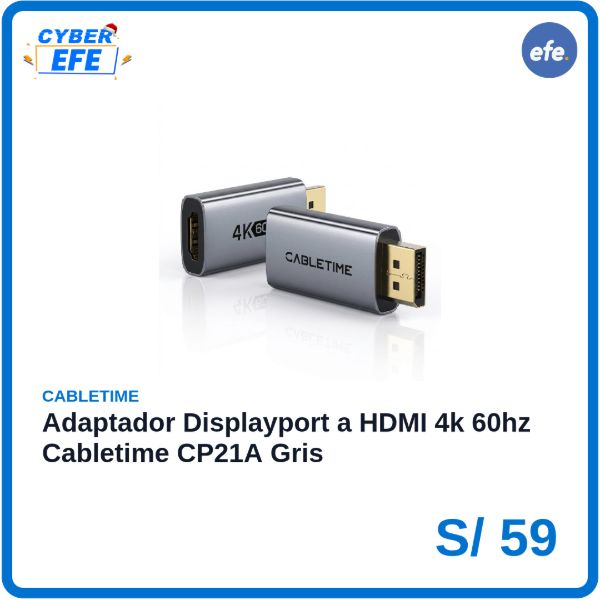 CYBER
EFE
efe.
4K 60
CABLETIME
CABLETIME
Adaptador Displayport a HDMI 4k 60hz
Cabletime CP21A Gris
S/ 59